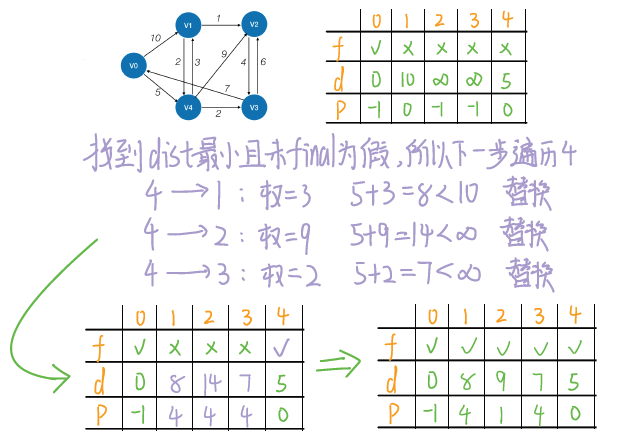 0 1 2 3 4
f ✓ × × × ×
d 0 10 ∞ ∞ 5
P -1 0 -1 -1 0
V1 1 V2
10
V0 2 3 9 4 6
7
5
V4 2 V3
找到dist最小且未final为假,所以下一步遍历4
4 → 1 : 权=3 5+3=8<10 替换
4 → 2 : 权=9 5+9=14<∞ 替换
4 → 3 : 权=2 5+2=7<∞ 替换
0 1 2 3 4
f ✓ × × × ✓
d 0 8 14 7 5
P -1 4 4 4 0
0 1 2 3 4
f ✓ ✓ ✓ ✓ ✓
d 0 8 9 7 5
P -1 4 1 4 0